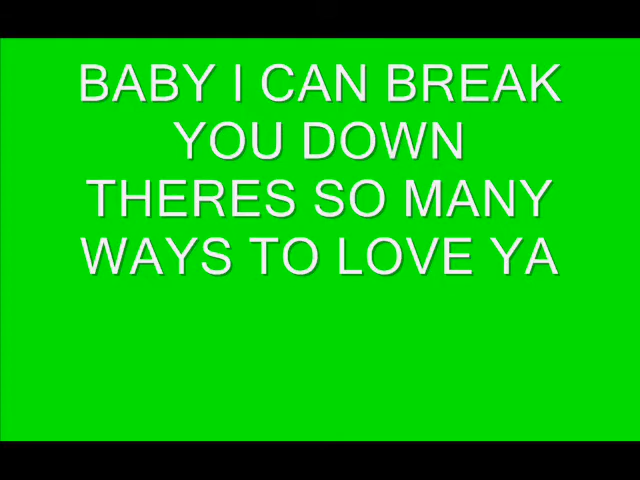 BABY I CAN BREAK
YOU DOWN
THERES SO MANY
WAYS TO LOVE YA